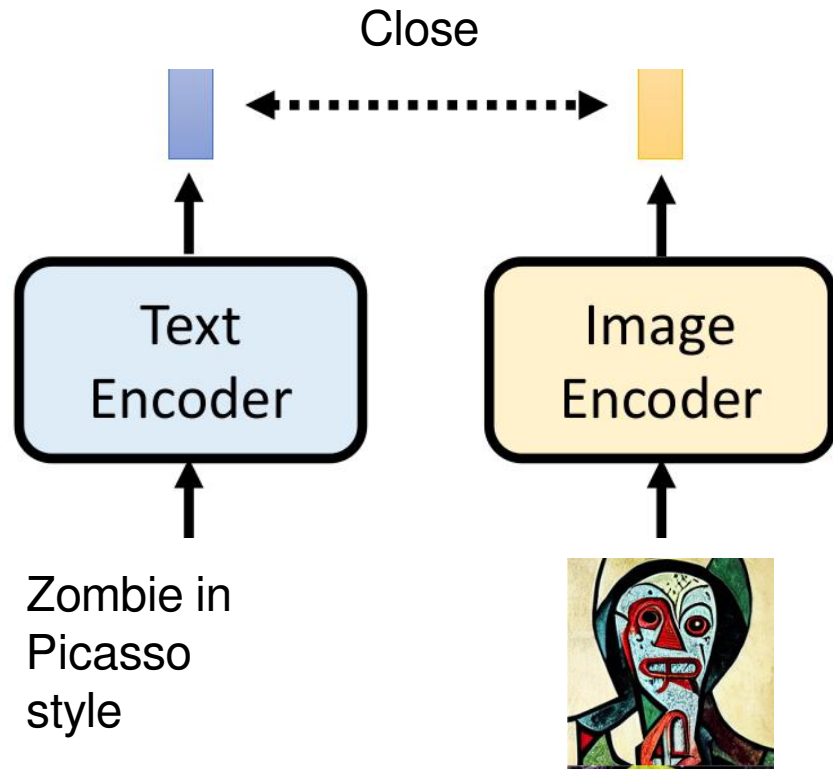 Close
Text
Encoder
Image
Encoder
Zombie in
Picasso
style